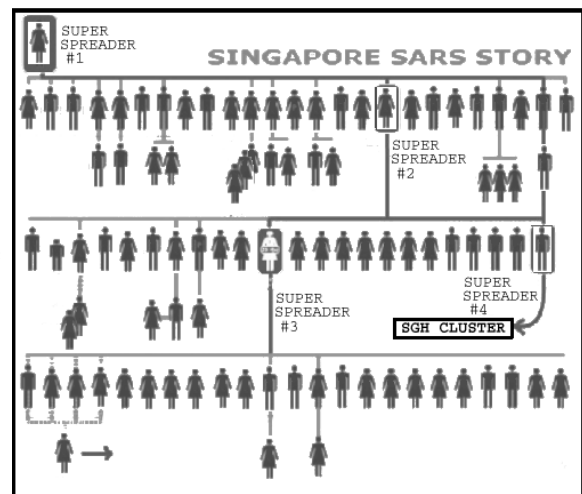 SUPER
SPREADER
#1
SINGAPORE SARS STORY
SUPER
SPREADER
#2
SUPER
SPREADER
#3
SUPER
SPREADER
#4
SGH CLUSTER